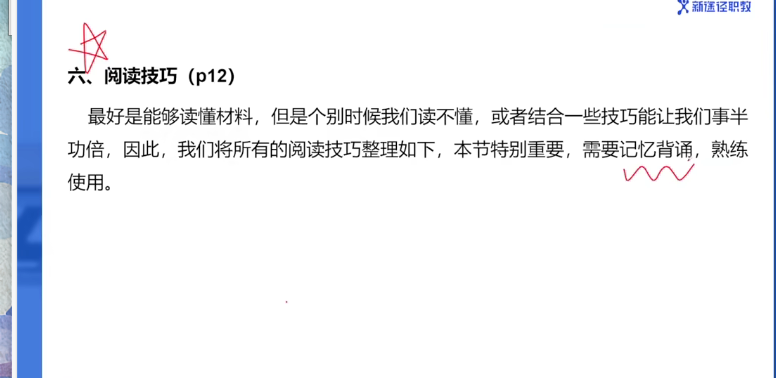 新途径职教
六、阅读技巧（p12）
最好是能够读懂材料，但是个别时候我们读不懂，或者结合一些技巧能让我们事半
功倍，因此，我们将所有的阅读技巧整理如下，本节特别重要，需要记忆背诵，熟练
使用。